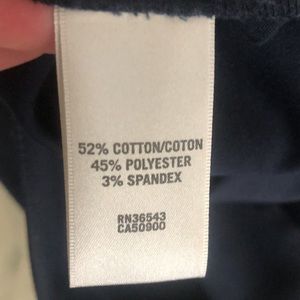 52% COTTON/COTON
45% POLYESTER
3% SPANDEX
RN36543
CA50900